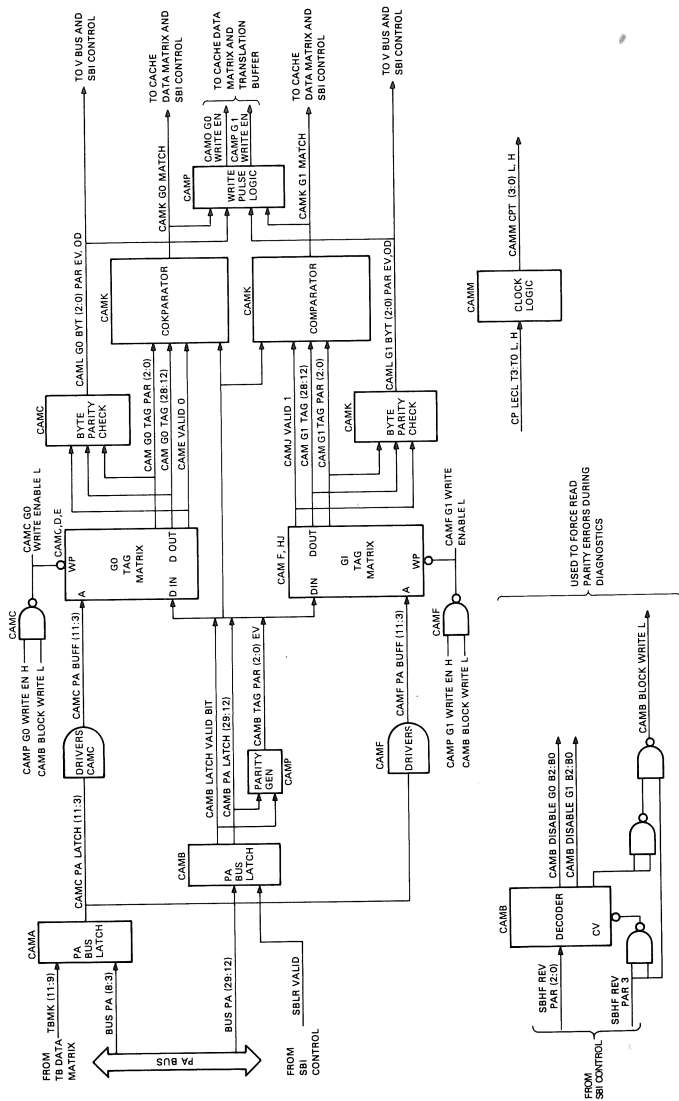 FROM
TB DATA
MATRIX
TBMK (11:9)
BUS PA (8:3)
PA BUS
BUS PA (29:12)
FROM
SBI
CONTROL
SBLR VALID
CAMA
PA
BUS
LATCH
CAMC PA LATCH (11:3)
CAMB
PA
BUS
LATCH
DRIVERS
CAMC
CAMC PA BUFF (11:3)
CAMP GO WRITE EN H
CAMB BLOCK WRITE L
CAMC
CAMC GO
WRITE ENABLE L
CAMC,D,E
WP
A
GO
TAG
MATRIX
D IN
D OUT
CAMB LATCH VALID BIT
CAMB PA LATCH (29:12)
CAMB TAG PAR (2:0) EV
PARITY
GEN
CAMP
CAMF
DRIVERS
CAMF PA BUFF (11:3)
CAMP G1 WRITE EN H
CAMB BLOCK WRITE L
CAMF
CAMF G1 WRITE
ENABLE L
CAM F, HJ
DIN
DOUT
GI
TAG
MATRIX
WP
A
CAMC
BYTE
PARITY
CHECK
CAM GO TAG PAR (2:0)
CAM GO TAG (28:12)
CAME VALID 0
CAMJ VALID 1
CAM G1 TAG (28:12)
CAM G1 TAG PAR (2:0)
CAMK
BYTE
PARITY
CHECK
CAML GO BYT (2:0) PAR EV, OD
CAMK
COKPARATOR
CAMK
COMPARATOR
CAML G1 BYT (2:0) PAR EV,OD
CAMK GO MATCH
CAMP
WRITE
PULSE
LOGIC
CAMO GO
WRITE EN
CAMP G1
WRITE EN
CAMK G1 MATCH
TO V BUS AND
SBI CONTROL
TO CACHE
DATA MATRIX AND
SBI CONTROL
TO CACHE DATA
MATRIX AND
TRANSLATION
BUFFER
TO CACHE
DATA MATRIX AND
SBI CONTROL
TO V BUS AND
SBI CONTROL
FROM
SBI CONTROL
SBHF REV
PAR (2:0)
SBHF REV
PAR 3
CAMB
DECODER
CV
CAMB DISABLE G0 B2:B0
CAMB DISABLE G1 B2:B0
CAMB BLOCK WRITE L
USED TO FORCE READ
PARITY ERRORS DURING
DIAGNOSTICS
CP LECL T3:TO L, H
CAMM
CLOCK
LOGIC
CAMM CPT (3:0) L, H